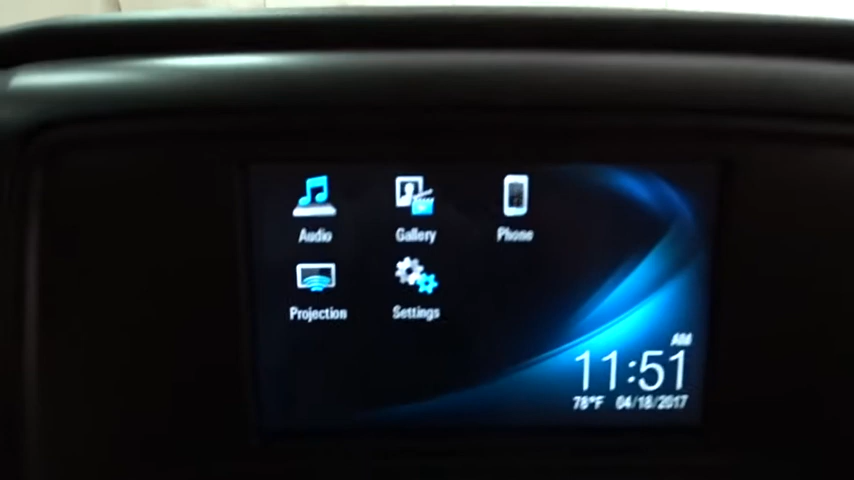 Audio
Gallery
Phone
Projection
Settings
AM
11:51
78°F 04/18/2017